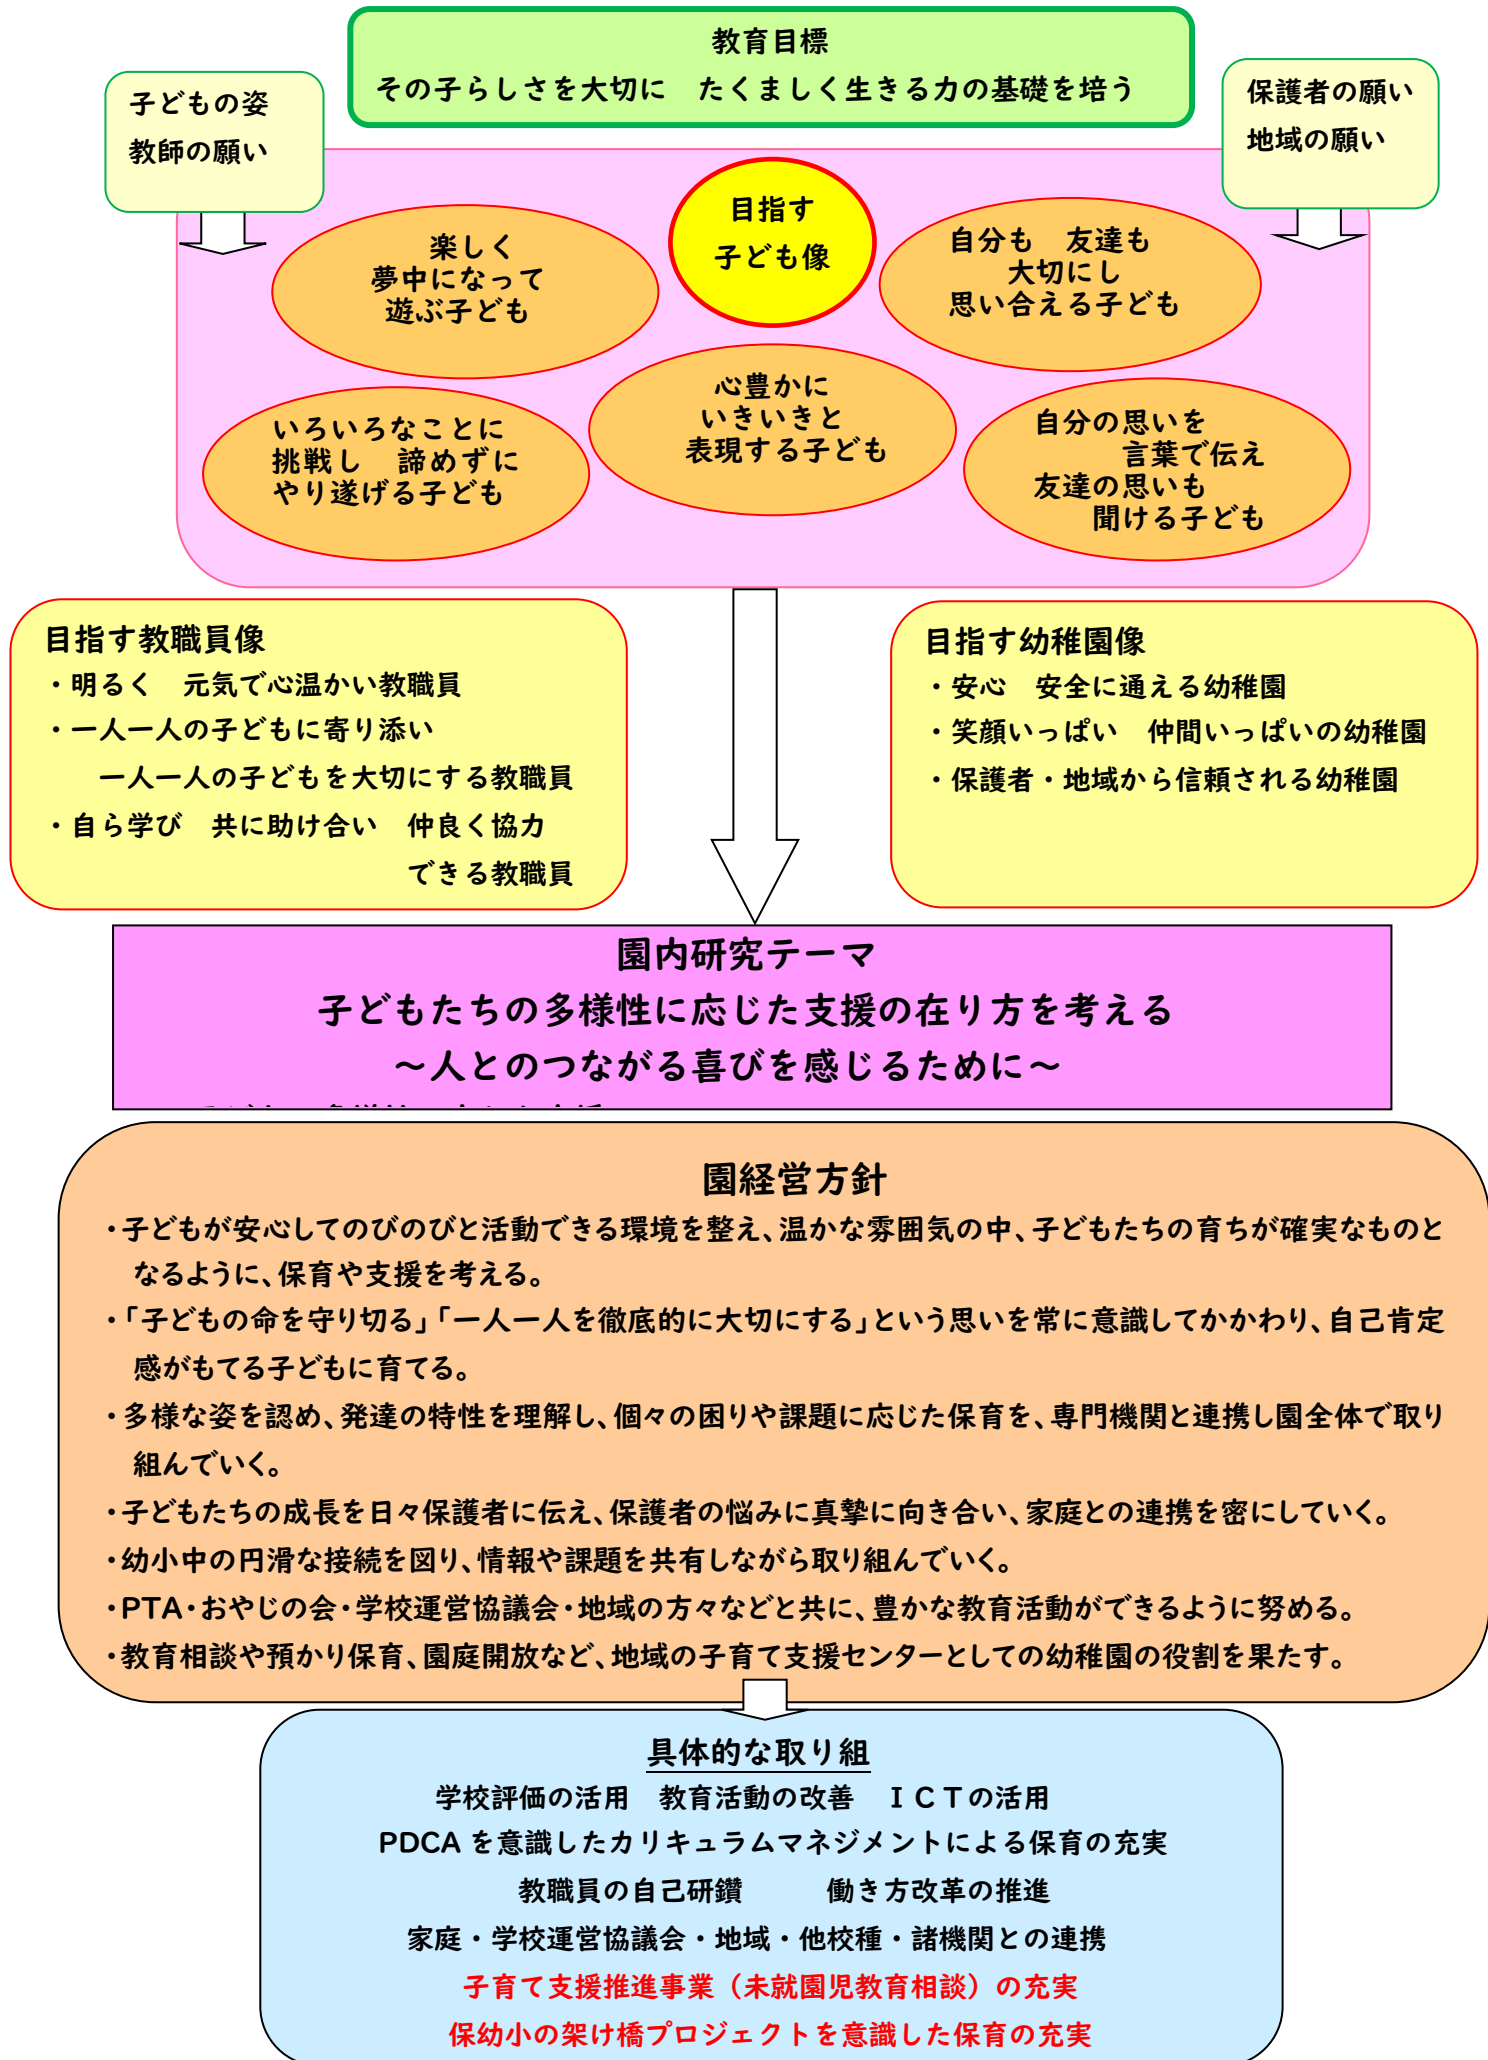 教育目標
その子らしさを大切に　たくましく生きる力の基礎を培う
子どもの姿
教師の願い
保護者の願い
地域の願い
目指す
子ども像
楽しく
夢中になって
遊ぶ子ども
自分も　友達も
大切にし
思い合える子ども
いろいろなことに
挑戦し　諦めずに
やり遂げる子ども
心豊かに
いきいきと
表現する子ども
自分の思いを
言葉で伝え
友達の思いも
聞ける子ども
目指す教職員像
・明るく　元気で心温かい教職員
・一人一人の子どもに寄り添い
一人一人の子どもを大切にする教職員
・自ら学び　共に助け合い　仲良く協力
できる教職員
目指す幼稚園像
・安心　安全に通える幼稚園
・笑顔いっぱい　仲間いっぱいの幼稚園
・保護者・地域から信頼される幼稚園
園内研究テーマ
子どもたちの多様性に応じた支援の在り方を考える
～人とのつながる喜びを感じるために～
園経営方針
・子どもが安心してのびのびと活動できる環境を整え、温かな雰囲気の中、子どもたちの育ちが確実なものと
なるように、保育や支援を考える。
・「子どもの命を守り切る」「一人一人を徹底的に大切にする」という思いを常に意識してかかわり、自己肯定
感がもてる子どもに育てる。
・多様な姿を認め、発達の特性を理解し、個々の困りや課題に応じた保育を、専門機関と連携し園全体で取り
組んでいく。
・子どもたちの成長を日々保護者に伝え、保護者の悩みに真摯に向き合い、家庭との連携を密にしていく。
・幼小中の円滑な接続を図り、情報や課題を共有しながら取り組んでいく。
・PTA・おやじの会・学校運営協議会・地域の方々などと共に、豊かな教育活動ができるように努める。
・教育相談や預かり保育、園庭開放など、地域の子育て支援センターとしての幼稚園の役割を果たす。
具体的な取り組
学校評価の活用　教育活動の改善　ＩＣＴの活用
PDCA を意識したカリキュラムマネジメントによる保育の充実
教職員の自己研鑽　　　働き方改革の推進
家庭・学校運営協議会・地域・他校種・諸機関との連携
子育て支援推進事業（未就園児教育相談）の充実
保幼小の架け橋プロジェクトを意識した保育の充実